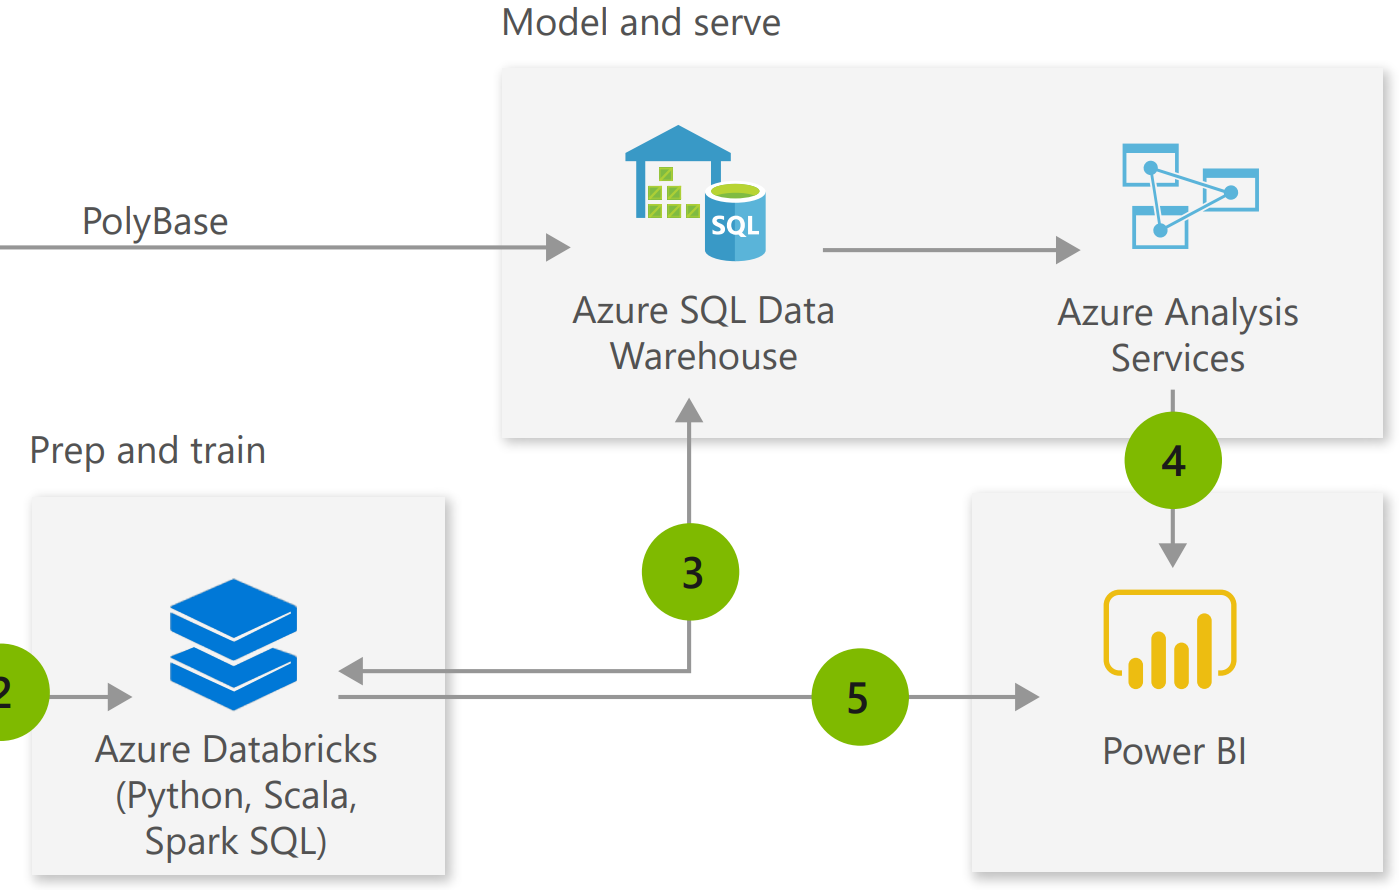 Model and serve
PolyBase
SQL
Azure SQL Data
Warehouse
Azure Analysis
Services
4
Prep and train
3
2
5
Azure Databricks
(Python, Scala,
Spark SQL)
Power BI